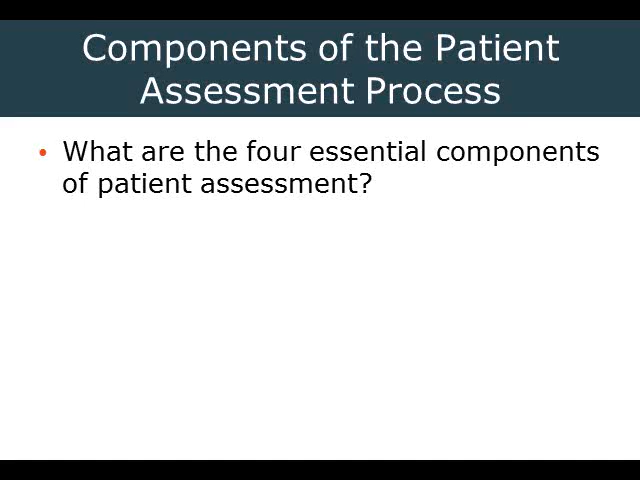 Components of the Patient
Assessment Process
• What are the four essential components
of patient assessment?